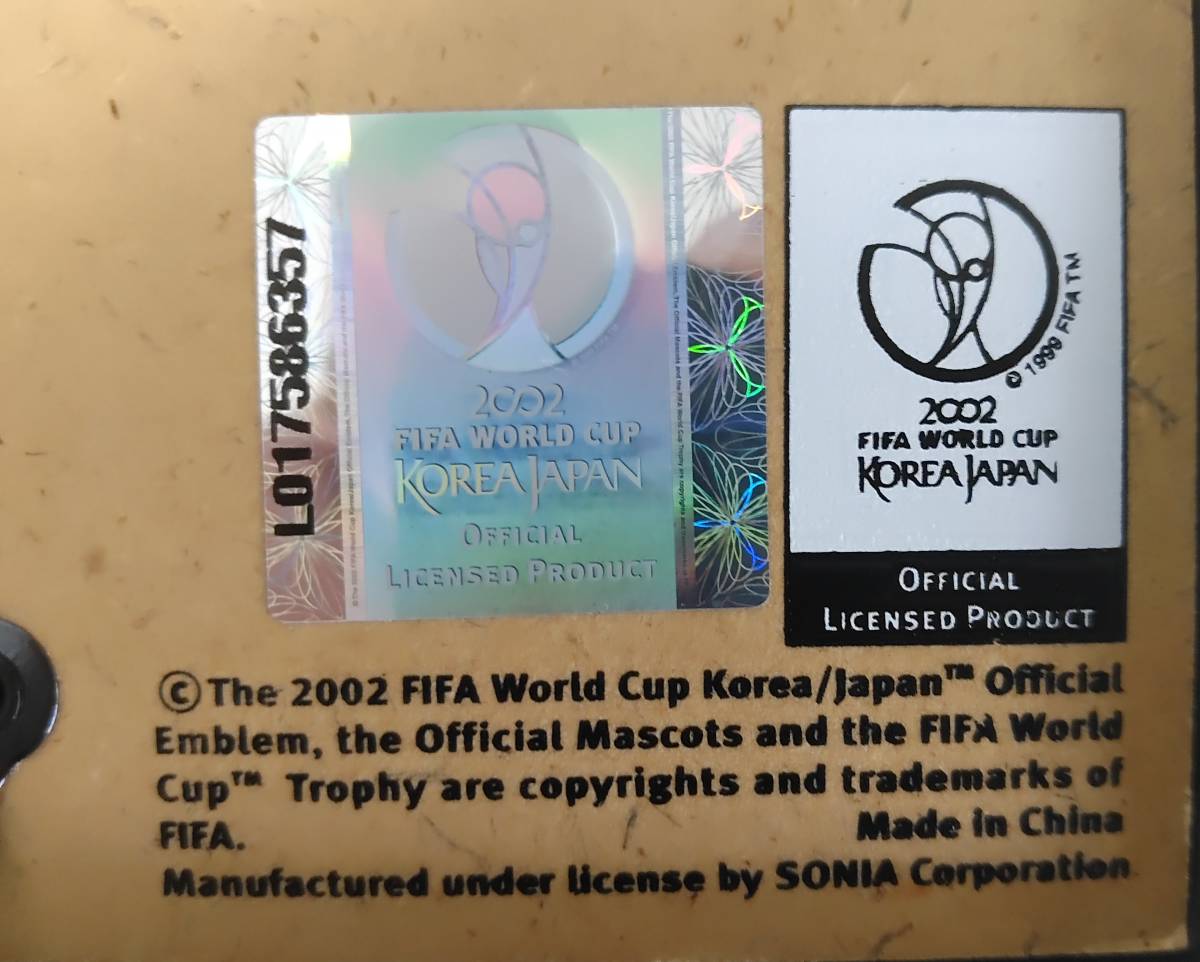 L01758635​7
2002
FIFA WORLD CUP
KOREA JAPAN
OFFICIAL
LICENSED PRODUCT
© 1999 FIFA TM
2002
FIFA WORLD CUP
KOREA JAPAN
OFFICIAL
LICENSED PRODUCT
©The 2002 FIFA World Cup Korea/Japan™ Official
Emblem, the Official Mascots and the FIFA World
Cup™ Trophy are copyrights and trademarks of
FIFA. Made in China
Manufactured under license by SONIA Corporation